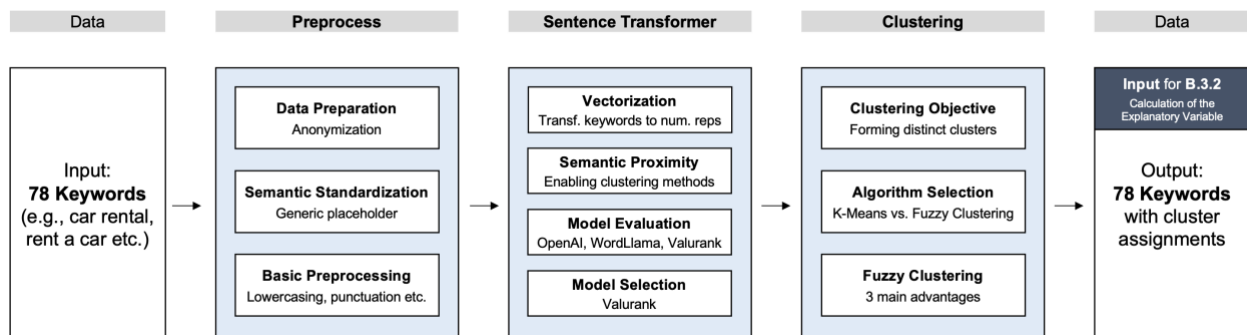 Data
Preprocess
Sentence Transformer
Clustering
Data
Input:
78 Keywords
(e.g., car rental,
rent a car etc.)
Data Preparation
Anonymization
Semantic Standardization
Generic placeholder
Basic Preprocessing
Lowercasing, punctuation etc.
Vectorization
Transf. keywords to num. reps
Semantic Proximity
Enabling clustering methods
Model Evaluation
OpenAI, WordLlama, Valurank
Model Selection
Valurank
Clustering Objective
Forming distinct clusters
Algorithm Selection
K-Means vs. Fuzzy Clustering
Fuzzy Clustering
3 main advantages
Input for B.3.2
Calculation of the
Explanatory Variable
Output:
78 Keywords
with cluster
assignments